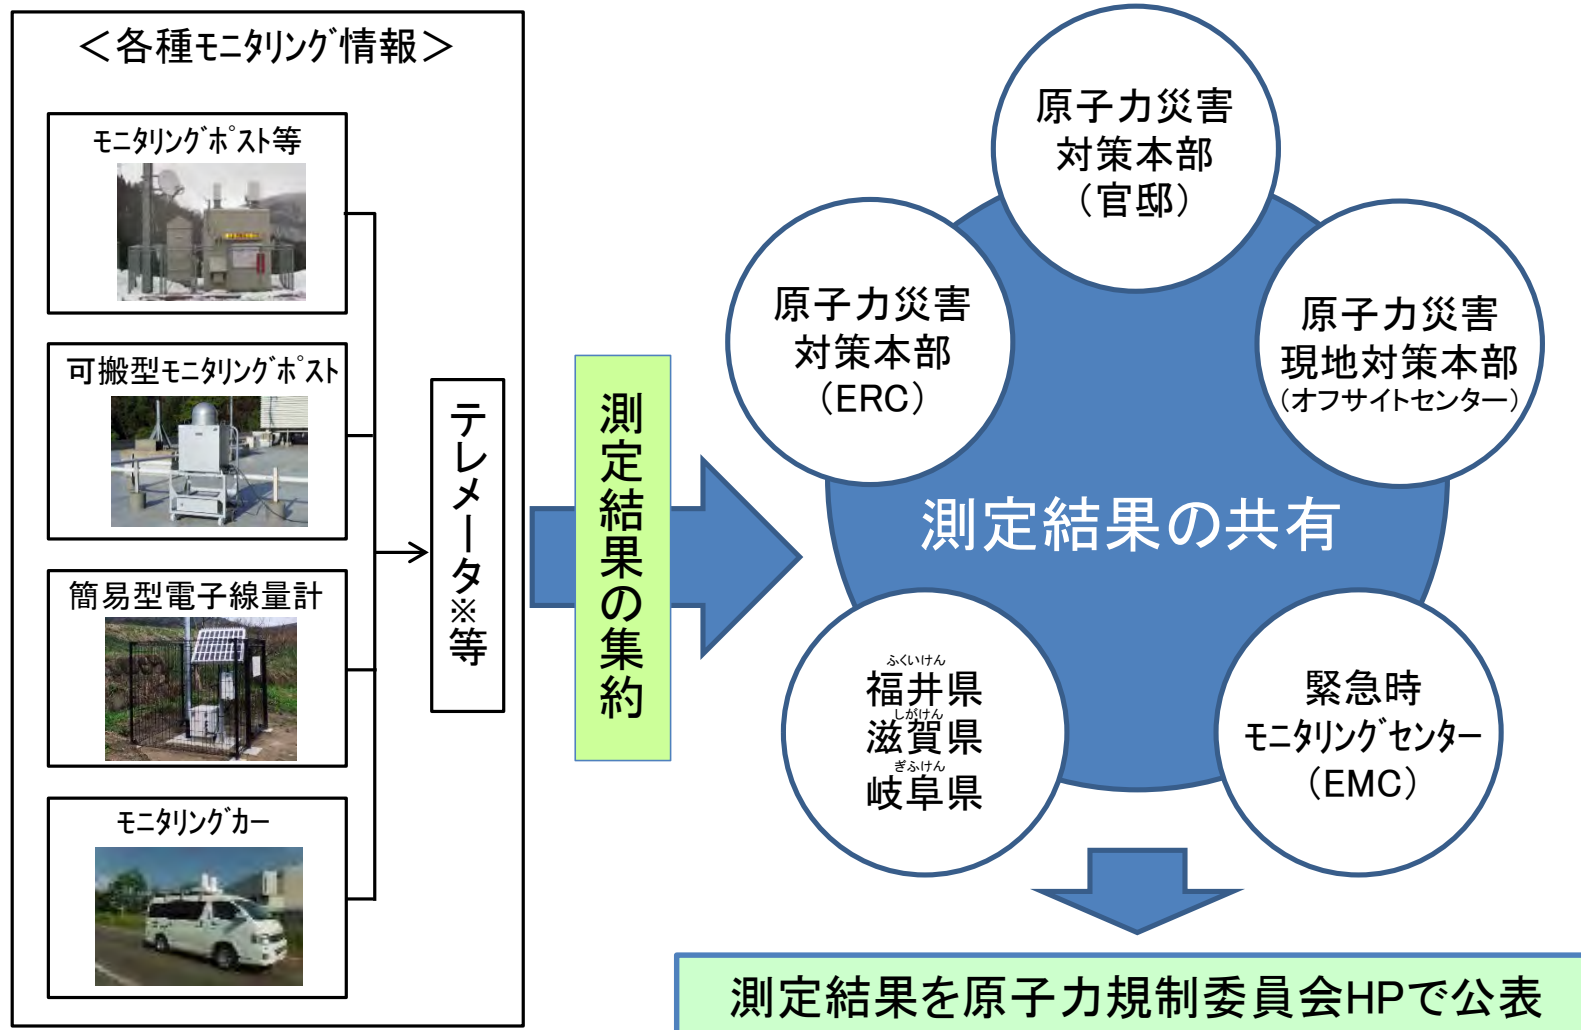 ＜各種モニタリング情報＞
モニタリングポスト等
可搬型モニタリングポスト
簡易型電子線量計
モニタリングカー
テレメータ※等
測定結果の集約
原子力災害
対策本部
（官邸）
原子力災害
対策本部
（ERC）
原子力災害
現地対策本部
（オフサイトセンター）
測定結果の共有
ふくいけん
福井県
しがけん
滋賀県
ぎふけん
岐阜県
緊急時
モニタリングセンター
（EMC）
測定結果を原子力規制委員会HPで公表